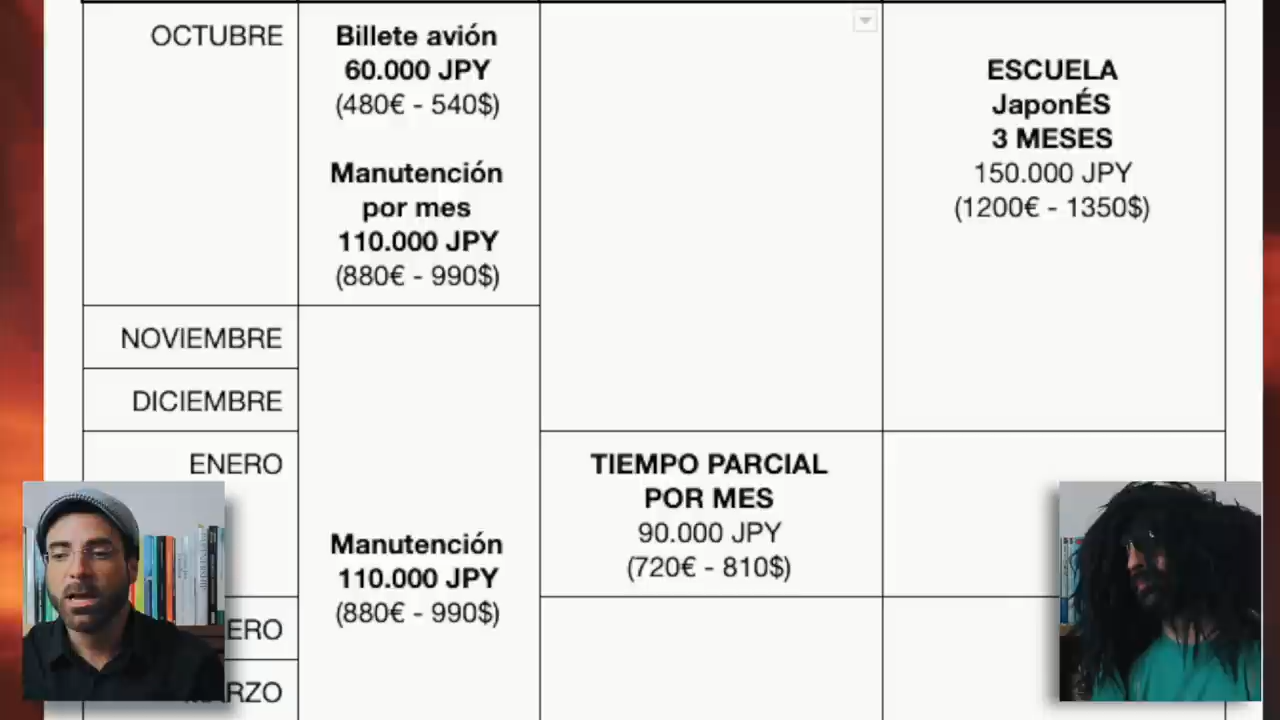 OCTUBRE
Billete avión
60.000 JPY
(480€ - 540$)
Manutención
por mes
110.000 JPY
(880€ - 990$)
ESCUELA
JaponÉS
3 MESES
150.000 JPY
(1200€ - 1350$)
NOVIEMBRE
DICIEMBRE
ENERO
TIEMPO PARCIAL
POR MES
90.000 JPY
(720€ - 810$)
Manutención
110.000 JPY
(880€ - 990$)
ERO
ARZO